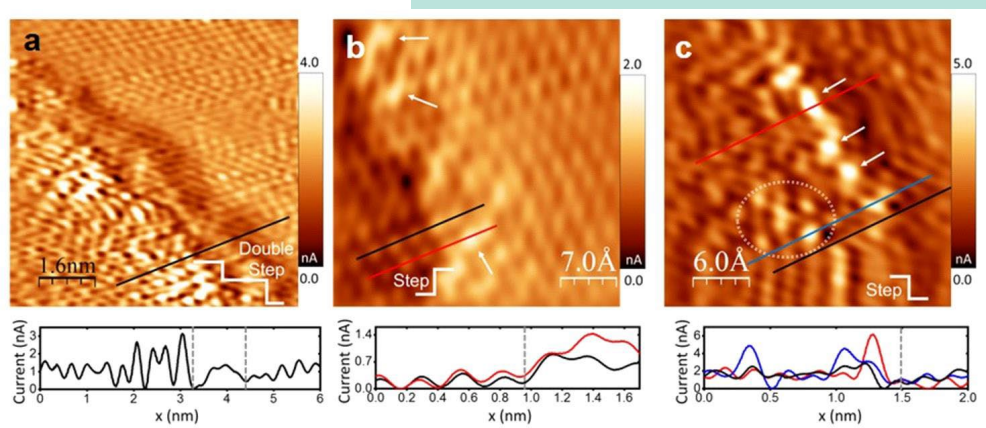 a
4.0
1.6nm
Double
Step
nA
0.0
b
2.0
Step
7.0Å
nA
0.0
c
5.0
6.0Å
Step
nA
0.0
Current (nA)
3
2
1
0
0 1 2 3 4 5 6
x (nm)
Current (nA)
1.4
0.7
0.0
0.0 0.2 0.4 0.6 0.8 1.0 1.2 1.4 1.6
x (nm)
Current (nA)
6
4
2
0
0.0 0.5 1.0 1.5 2.0
x (nm)